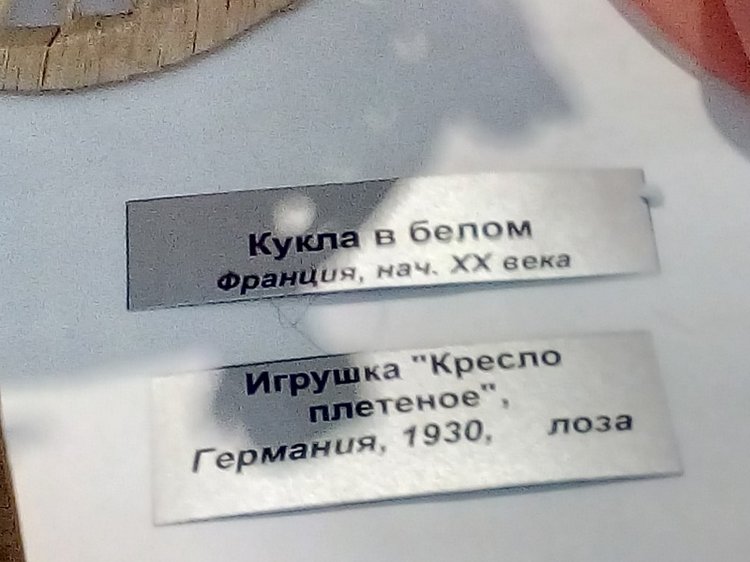 Кукла в белом
Франция, нач. XX века
Игрушка "Кресло
плетеное",
Германия, 1930, лоза